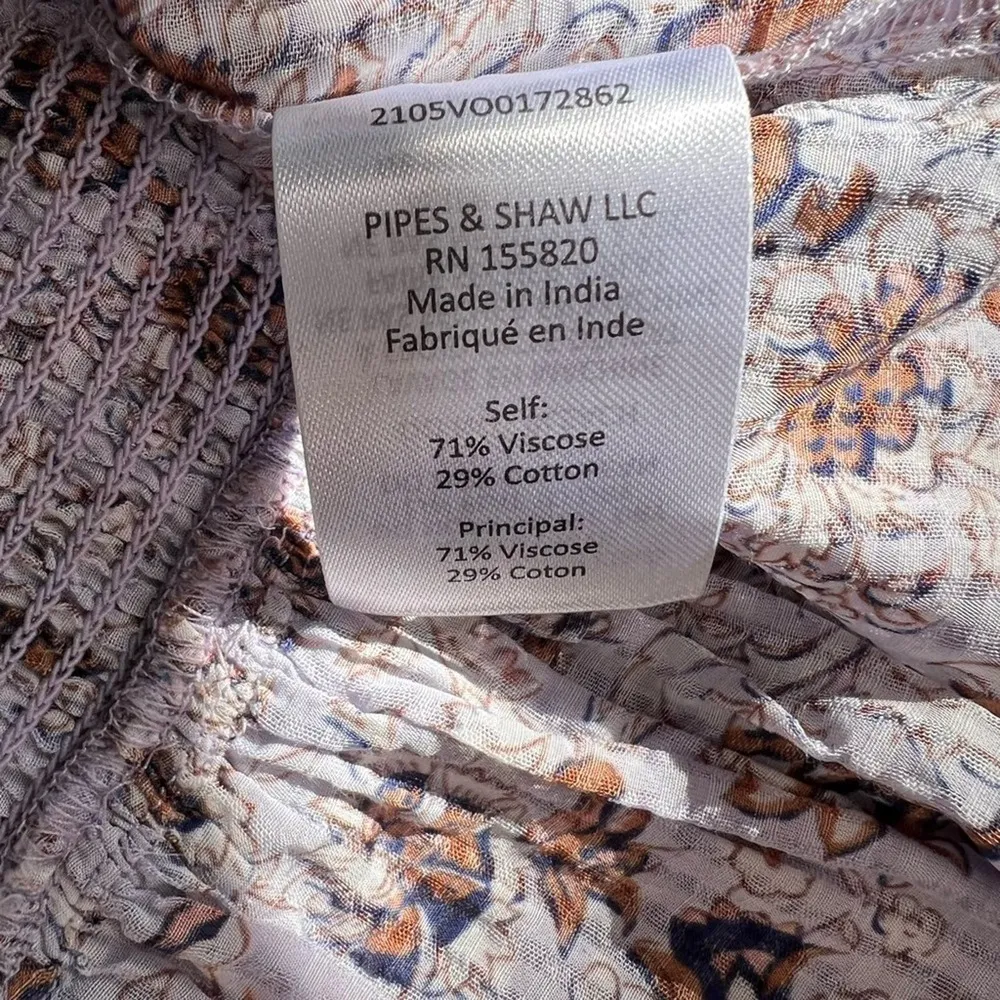 2105VO0172862
PIPES & SHAW LLC
RN 155820
Made in India
Fabriqué en Inde
Self:
71% Viscose
29% Cotton
Principal:
71% Viscose
29% Coton